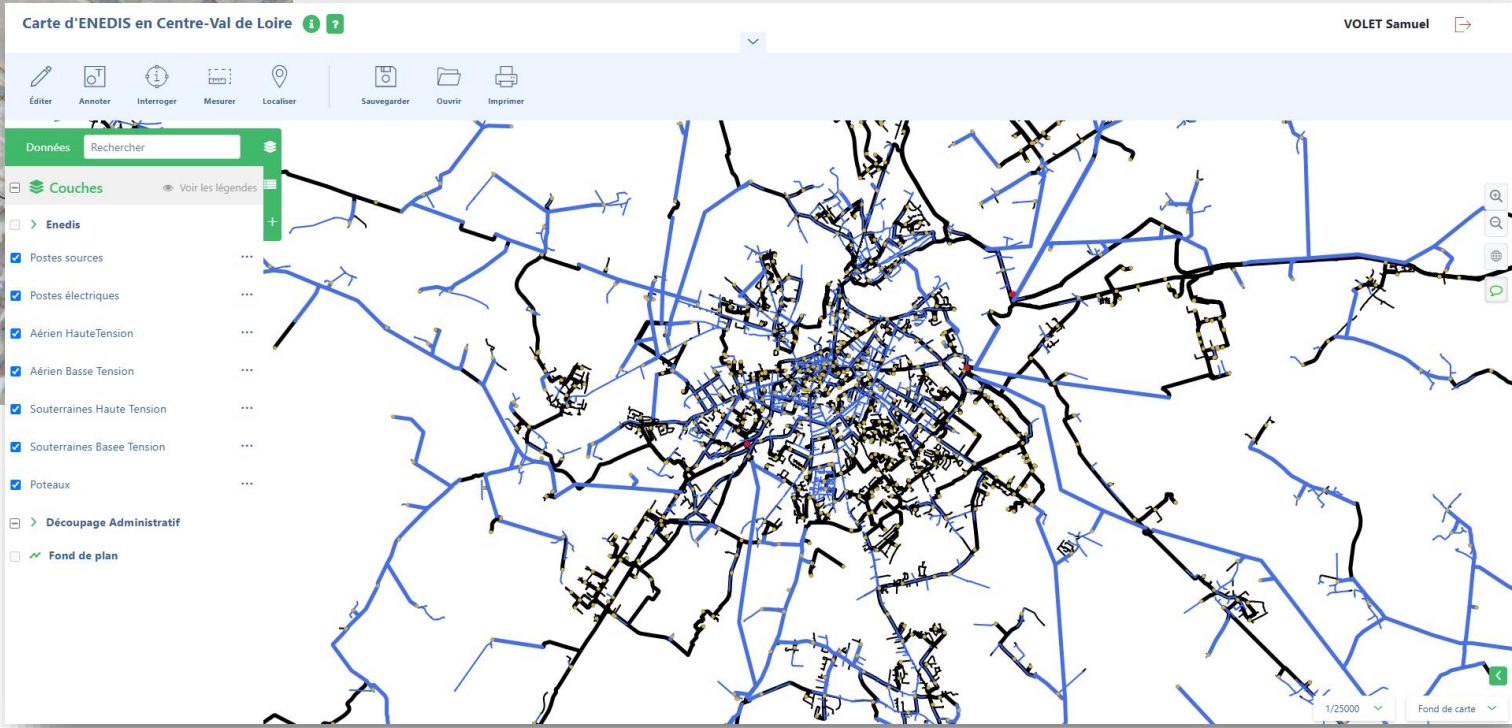 Carte d'ENEDIS en Centre-Val de Loire
VOLET Samuel
Éditer Annoter Interroger Mesurer Localiser Sauvegarder Ouvrir Imprimer
Données Rechercher
Couches Voir les légendes
Enedis
Postes sources
Postes électriques
Aérien HauteTension
Aérien Basse Tension
Souterraines Haute Tension
Souterraines Basee Tension
Poteaux
Découpage Administratif
Fond de plan
1/25000 Fond de carte